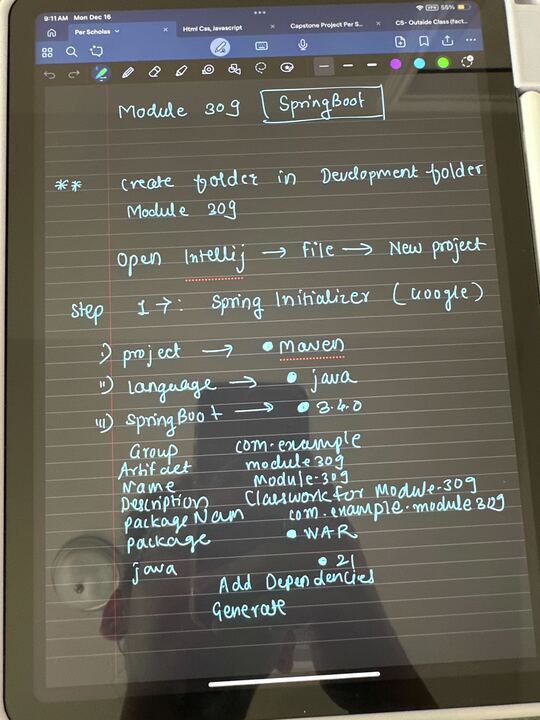 9:11 AM Mon Dec 16
55%
Per Scholas
Html Css, Javascript
Capstone Project Per S...
CS- Outside Class (fact...
Module 309 SpringBoot
** Create folder in Development folder
Module 309
Open Intellij → File → New project
Step 1 →: Spring Initializer (Google)
i) project → • Maven
ii) language → • java
iii) SpringBoot → • 3.4.0
Group com.example
Artifact module309
Name Module-309
Description Classwork for Module-309
package Nam com.example.module309
package • WAR
java • 21
Add Dependencies
Generate